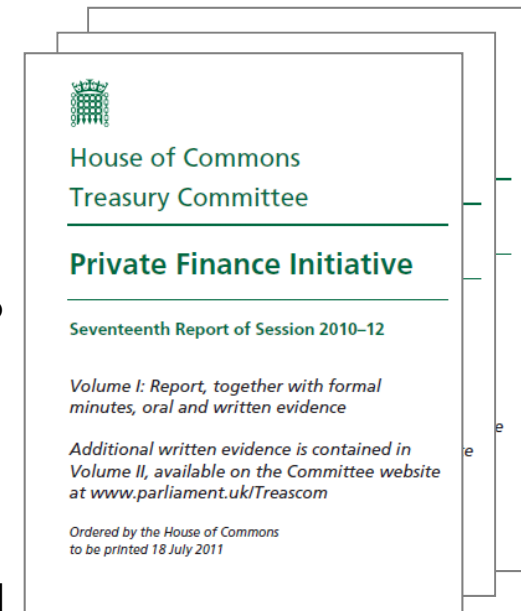 House of Commons
Treasury Committee
Private Finance Initiative
Seventeenth Report of Session 2010–12
Volume I: Report, together with formal
minutes, oral and written evidence
Additional written evidence is contained in
Volume II, available on the Committee website
at www.parliament.uk/Treascom
Ordered by the House of Commons
to be printed 18 July 2011